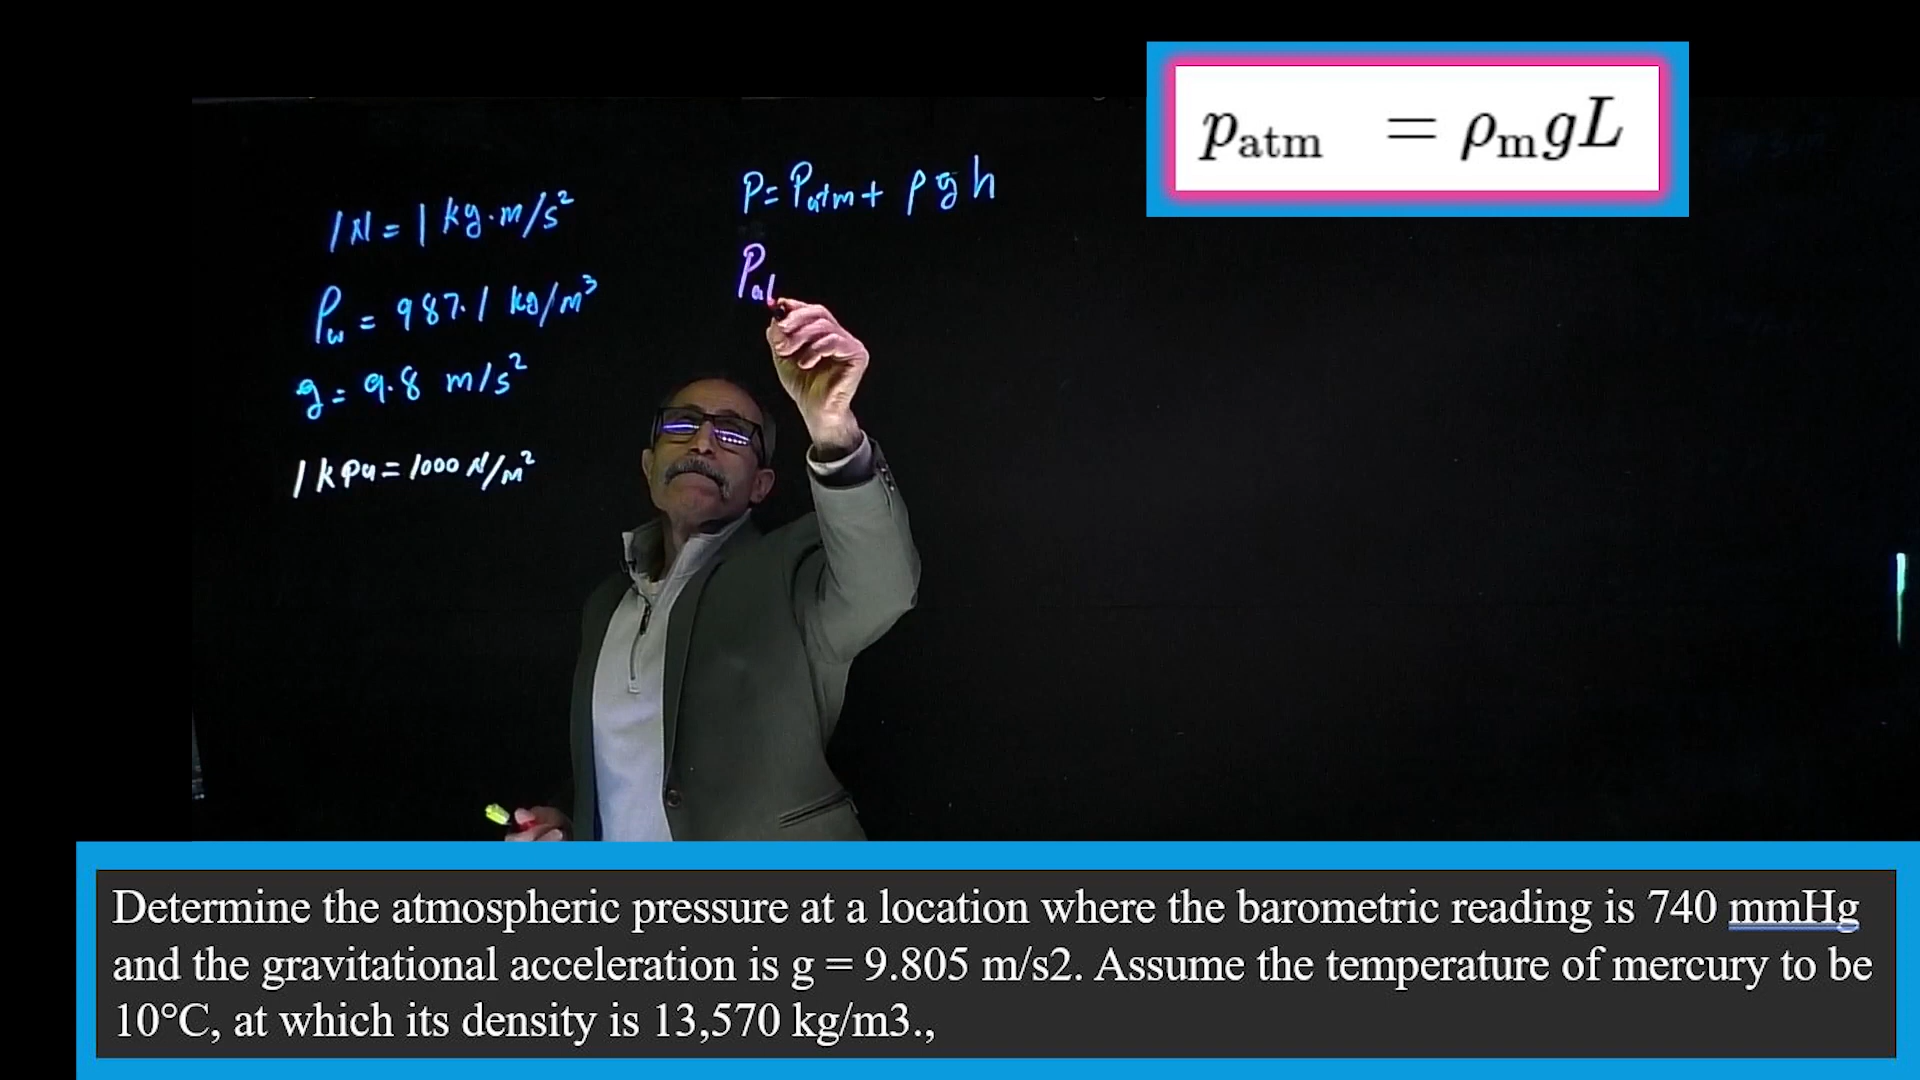 p_atm = ρ_m gL
1N = 1 kg·m/s²
ρ_w = 987.1 kg/m³
g = 9.8 m/s²
1 kPa = 1000 N/m²
P = P_atm + ρ g h
P_at
Determine the atmospheric pressure at a location where the barometric reading is 740 mmHg
and the gravitational acceleration is g = 9.805 m/s2. Assume the temperature of mercury to be
10°C, at which its density is 13,570 kg/m3.,